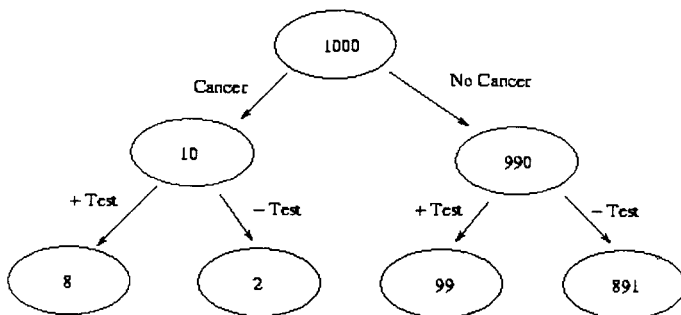 1000
Cancer
No Cancer
10
990
+ Test
– Test
+ Test
– Test
8
2
99
891